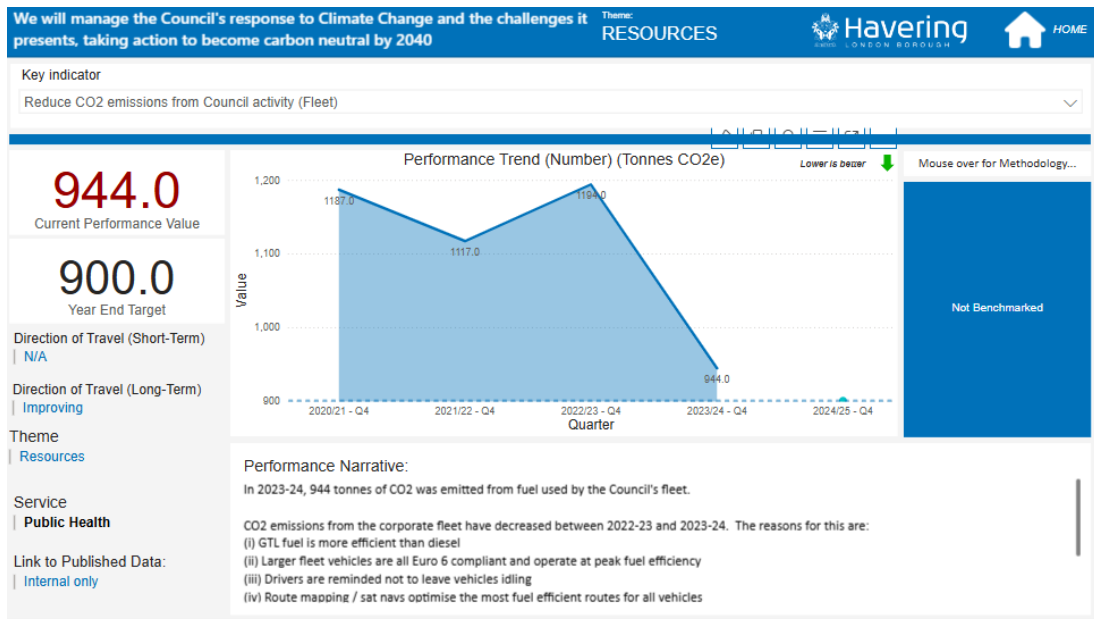 We will manage the Council's response to Climate Change and the challenges it
presents, taking action to become carbon neutral by 2040
Theme:
RESOURCES
Havering
LONDON BOROUGH
HOME
Key indicator
Reduce CO2 emissions from Council activity (Fleet)
944.0
Current Performance Value
900.0
Year End Target
Direction of Travel (Short-Term)
N/A
Direction of Travel (Long-Term)
Improving
Theme
Resources
Service
Public Health
Link to Published Data:
Internal only
Performance Trend (Number) (Tonnes CO2e)
Lower is better
Value
1,200
1,100
1,000
900
1187.0
1117.0
1194.0
944.0
2020/21 - Q4
2021/22 - Q4
2022/23 - Q4
2023/24 - Q4
2024/25 - Q4
Quarter
Mouse over for Methodology...
Not Benchmarked
Performance Narrative:
In 2023-24, 944 tonnes of CO2 was emitted from fuel used by the Council's fleet.
CO2 emissions from the corporate fleet have decreased between 2022-23 and 2023-24.  The reasons for this are:
(i) GTL fuel is more efficient than diesel
(ii) Larger fleet vehicles are all Euro 6 compliant and operate at peak fuel efficiency
(iii) Drivers are reminded not to leave vehicles idling
(iv) Route mapping / sat navs optimise the most fuel efficient routes for all vehicles